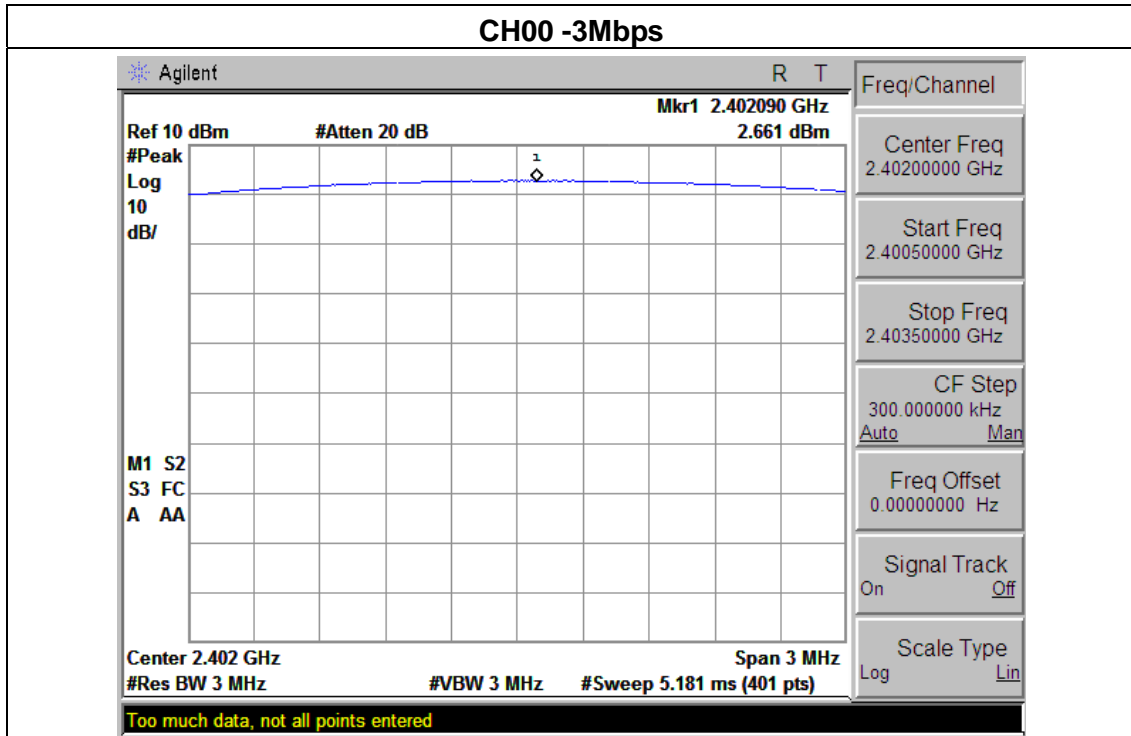 CH00 -3Mbps
Agilent R T
Mkr1 2.402090 GHz
Ref 10 dBm #Atten 20 dB 2.661 dBm
#Peak
Log
10
dB/
1
M1 S2
S3 FC
A AA
Center 2.402 GHz Span 3 MHz
#Res BW 3 MHz #VBW 3 MHz #Sweep 5.181 ms (401 pts)
Too much data, not all points entered
Freq/Channel
Center Freq
2.40200000 GHz
Start Freq
2.40050000 GHz
Stop Freq
2.40350000 GHz
CF Step
300.000000 kHz
Auto Man
Freq Offset
0.00000000 Hz
Signal Track
On Off
Scale Type
Log Lin